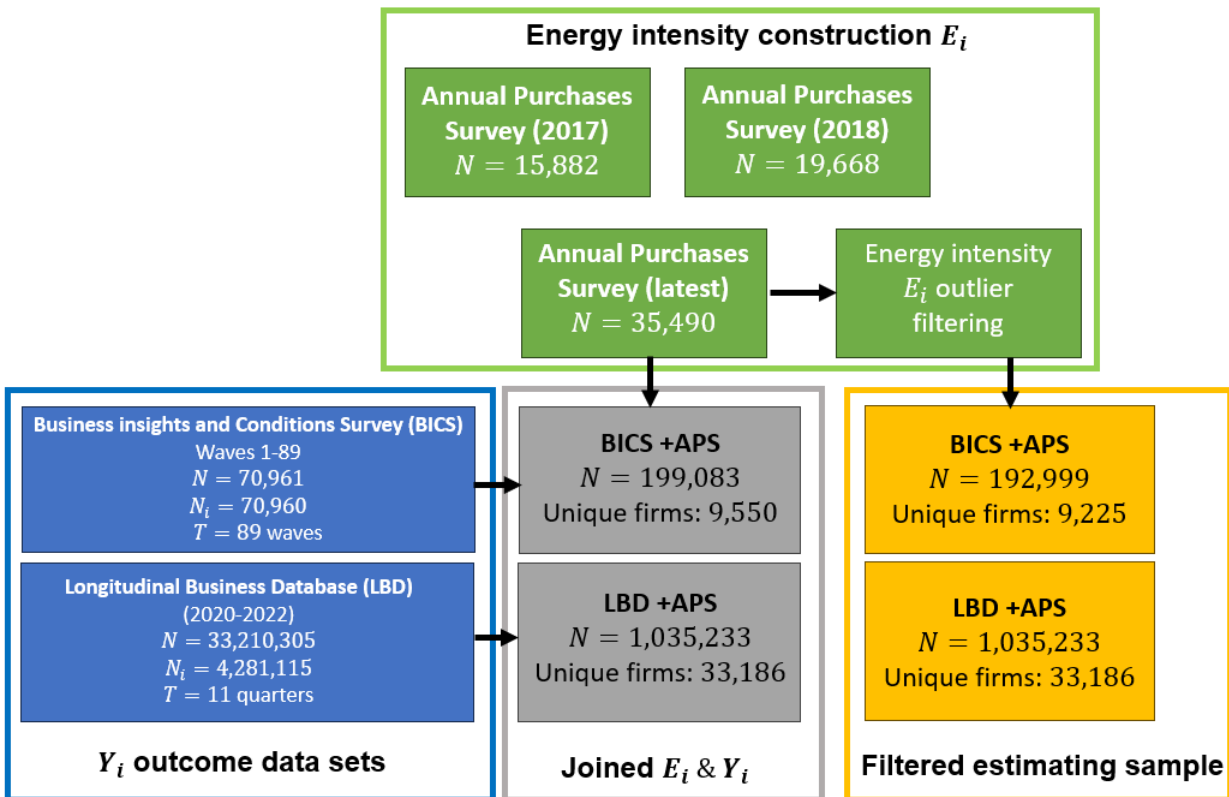 Energy intensity construction E_i
Annual Purchases
Survey (2017)
N = 15,882
Annual Purchases
Survey (2018)
N = 19,668
Annual Purchases
Survey (latest)
N = 35,490
Energy intensity
E_i outlier
filtering
Business insights and Conditions Survey (BICS)
Waves 1-89
N = 70,961
N_i = 70,960
T = 89 waves
Longitudinal Business Database (LBD)
(2020-2022)
N = 33,210,305
N_i = 4,281,115
T = 11 quarters
Y_i outcome data sets
BICS +APS
N = 199,083
Unique firms: 9,550
LBD +APS
N = 1,035,233
Unique firms: 33,186
Joined E_i & Y_i
BICS +APS
N = 192,999
Unique firms: 9,225
LBD +APS
N = 1,035,233
Unique firms: 33,186
Filtered estimating sample